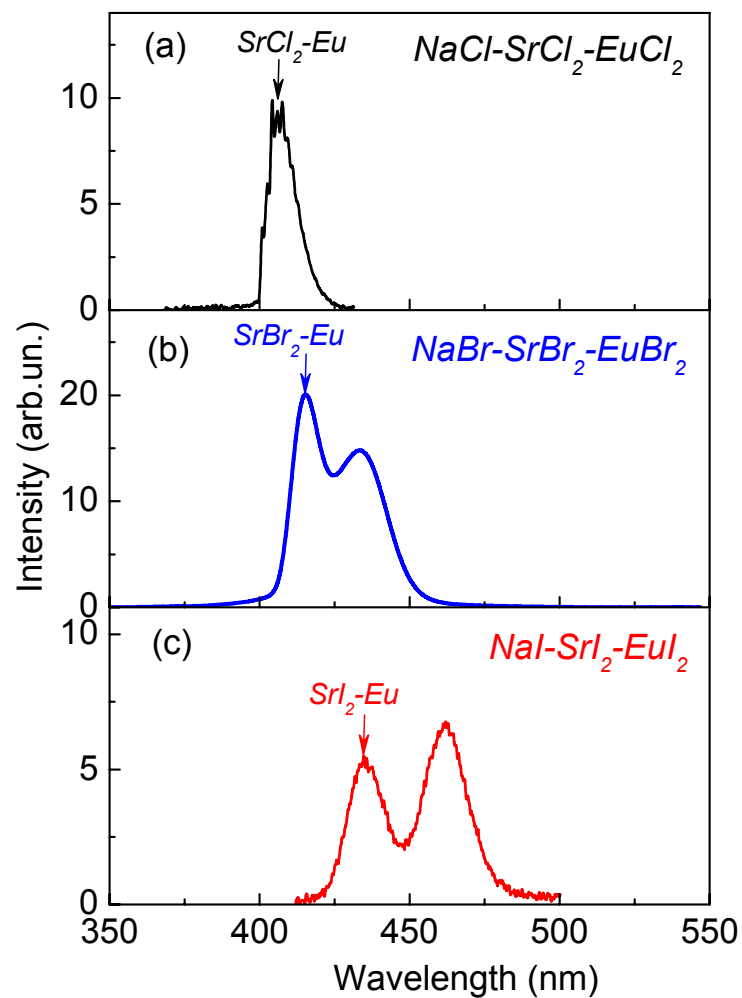 (a)
SrCl₂-Eu
NaCl-SrCl₂-EuCl₂
10
5
0
(b)
SrBr₂-Eu
NaBr-SrBr₂-EuBr₂
20
10
0
Intensity (arb.un.)
(c)
SrI₂-Eu
NaI-SrI₂-EuI₂
10
5
0
350 400 450 500 550
Wavelength (nm)